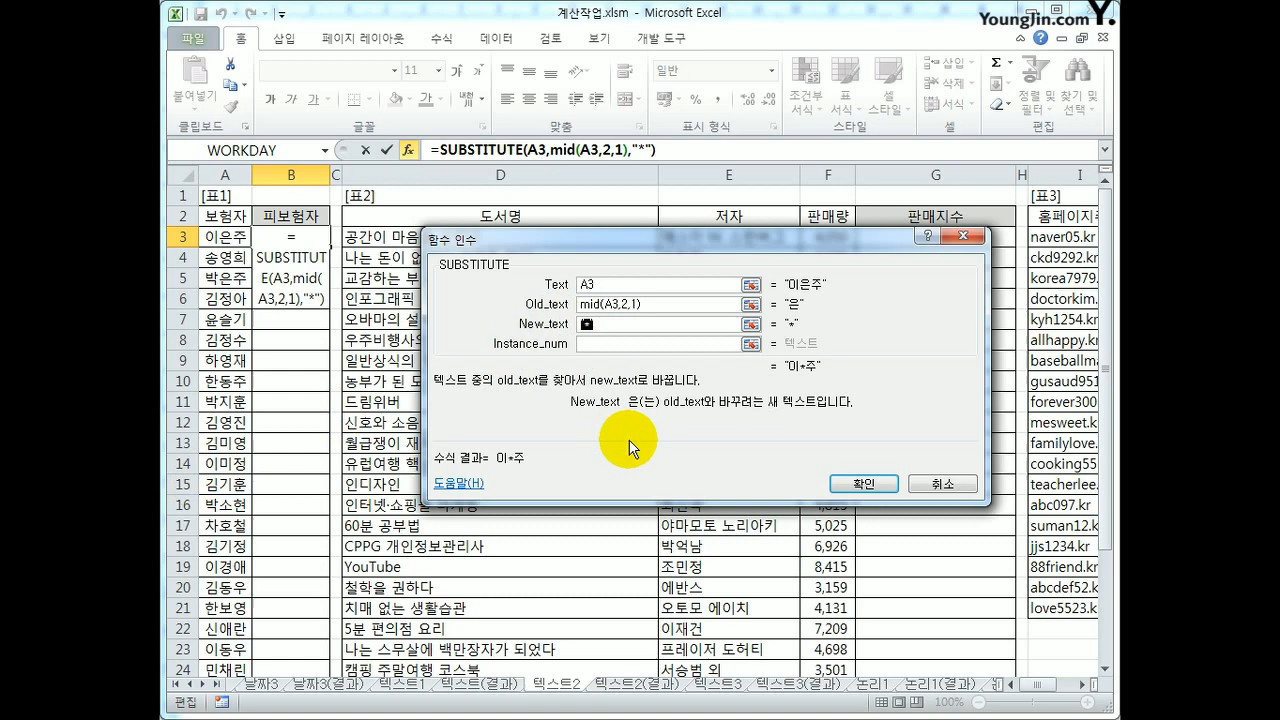 계산작업.xlsm - Microsoft Excel
YoungJin.com Y.
파일 홈 삽입 페이지 레이아웃 수식 데이터 검토 보기 개발 도구
붙여넣기
클립보드
11 가 가
가 가 가 가 내천
글꼴
맞춤
일반
% ,
표시 형식
조건부 서식 표 서식 셀 스타일
스타일
삽입
삭제
서식
셀
Σ
정렬 및 필터 찾기 및 선택
편집
WORKDAY =SUBSTITUTE(A3,mid(A3,2,1),"*")
A B C D E F G H I
1 [표1] [표2] [표3]
2 보험자 피보험자 도서명 저자 판매량 판매지수 홈페이지
3 이은주 = 공간이 마음 naver05.kr
4 송영희 SUBSTITUT 나는 돈이 없 ckd9292.kr
5 박은주 E(A3,mid( 교감하는 부 korea7979.
6 김정아 A3,2,1),"*") 인포그래픽 doctorkim.
7 윤슬기 오바마의 설 kyh1254.kr
8 김정수 우주비행사 allhappy.kr
9 하영재 일반상식의 baseballma
10 한동주 농부가 된 도 gusaud951
11 박지훈 드림위버 forever300
12 김영진 신호와 소음 mesweet.kr
13 김미영 월급쟁이 재 familylove.
14 이미정 유럽여행 핵 cooking55
15 한수경 인디자인 teacherlee.
16 박소현 인터넷·쇼핑몰 abc097.kr
17 차호철 60분 공부법 야마모토 노리아키 5,025 suman12.k
18 김기정 CPPG 개인정보관리사 박억남 6,926 jjs1234.kr
19 이경애 YouTube 조민정 8,415 88friend.kr
20 김동우 철학을 권하다 에반스 3,159 abcdef52.k
21 한보영 치매 없는 생활습관 오토모 에이치 4,131 love5523.k
22 신애란 5분 편의점 요리 이재건 7,209
23 이동우 나는 스무살에 백만장자가 되었다 프레이저 도허티 4,698
24 민채린 캠핑 주말여행 코스북 서승범 외 3,501
함수 인수
SUBSTITUTE
Text A3 = "이은주"
Old_text mid(A3,2,1) = "은"
New_text "*" = "*"
Instance_num = 텍스트
= "이*주"
텍스트 중의 old_text를 찾아서 new_text로 바꿉니다.
New_text 은(는) old_text와 바꾸려는 새 텍스트입니다.
수식 결과= 이*주
도움말(H)
확인 취소
날짜3 날짜3(결과) 텍스트1 텍스트(결과) 텍스트2 텍스트2(결과) 텍스트3 텍스트3(결과) 논리1 논리1(결과)
편집 100%